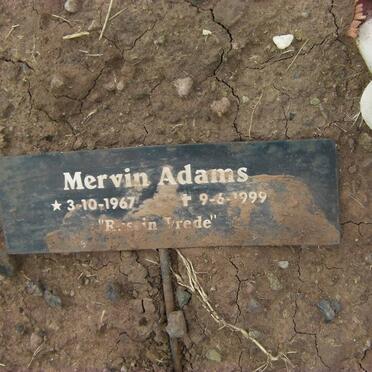 Mervin Adams
★ 3-10-1967 ✝ 9-6-1999
"Rus in Vrede"